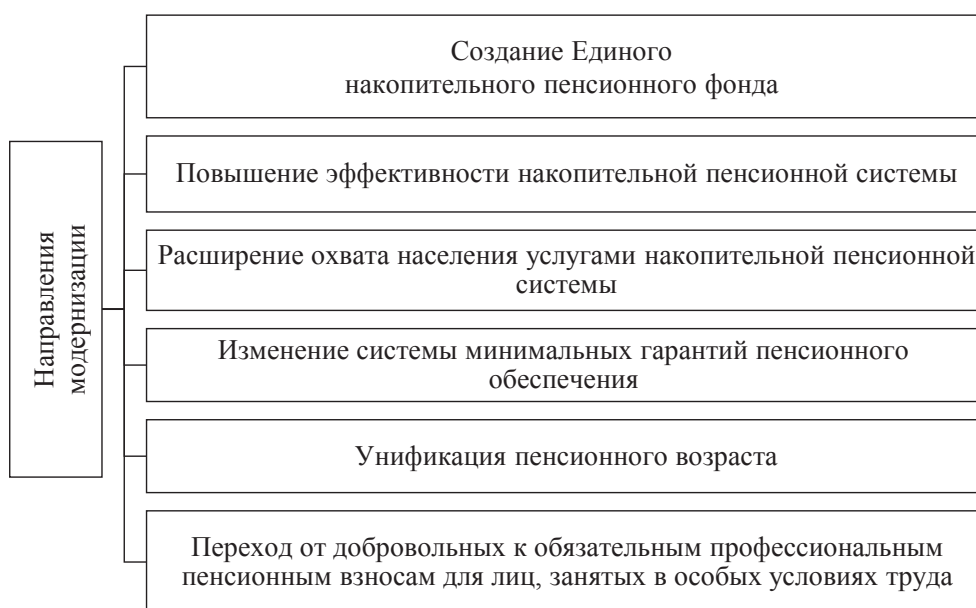 Направления
модернизации
Создание Единого
накопительного пенсионного фонда
Повышение эффективности накопительной пенсионной системы
Расширение охвата населения услугами накопительной пенсионной
системы
Изменение системы минимальных гарантий пенсионного
обеспечения
Унификация пенсионного возраста
Переход от добровольных к обязательным профессиональным
пенсионным взносам для лиц, занятых в особых условиях труда